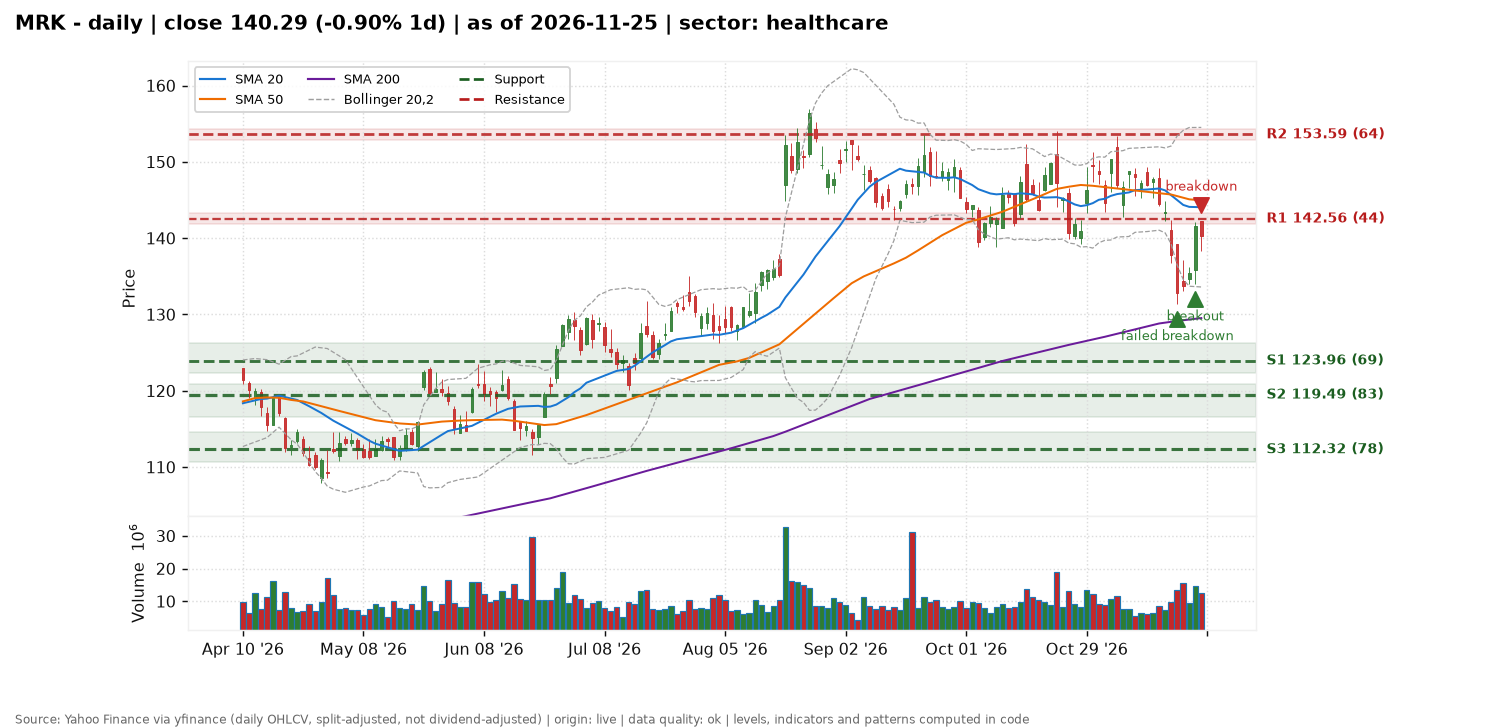 MRK - daily | close 140.29 (-0.90% 1d) | as of 2026-11-25 | sector: healthcare
SMA 20
SMA 50
SMA 200
Bollinger 20,2
Support
Resistance
Price
160
150
140
130
120
110
R2 153.59 (64)
breakdown
R1 142.56 (44)
breakout
failed breakdown
S1 123.96 (69)
S2 119.49 (83)
S3 112.32 (78)
Volume 10⁶
30
20
10
Apr 10 '26
May 08 '26
Jun 08 '26
Jul 08 '26
Aug 05 '26
Sep 02 '26
Oct 01 '26
Oct 29 '26
Source: Yahoo Finance via yfinance (daily OHLCV, split-adjusted, not dividend-adjusted) | origin: live | data quality: ok | levels, indicators and patterns computed in code